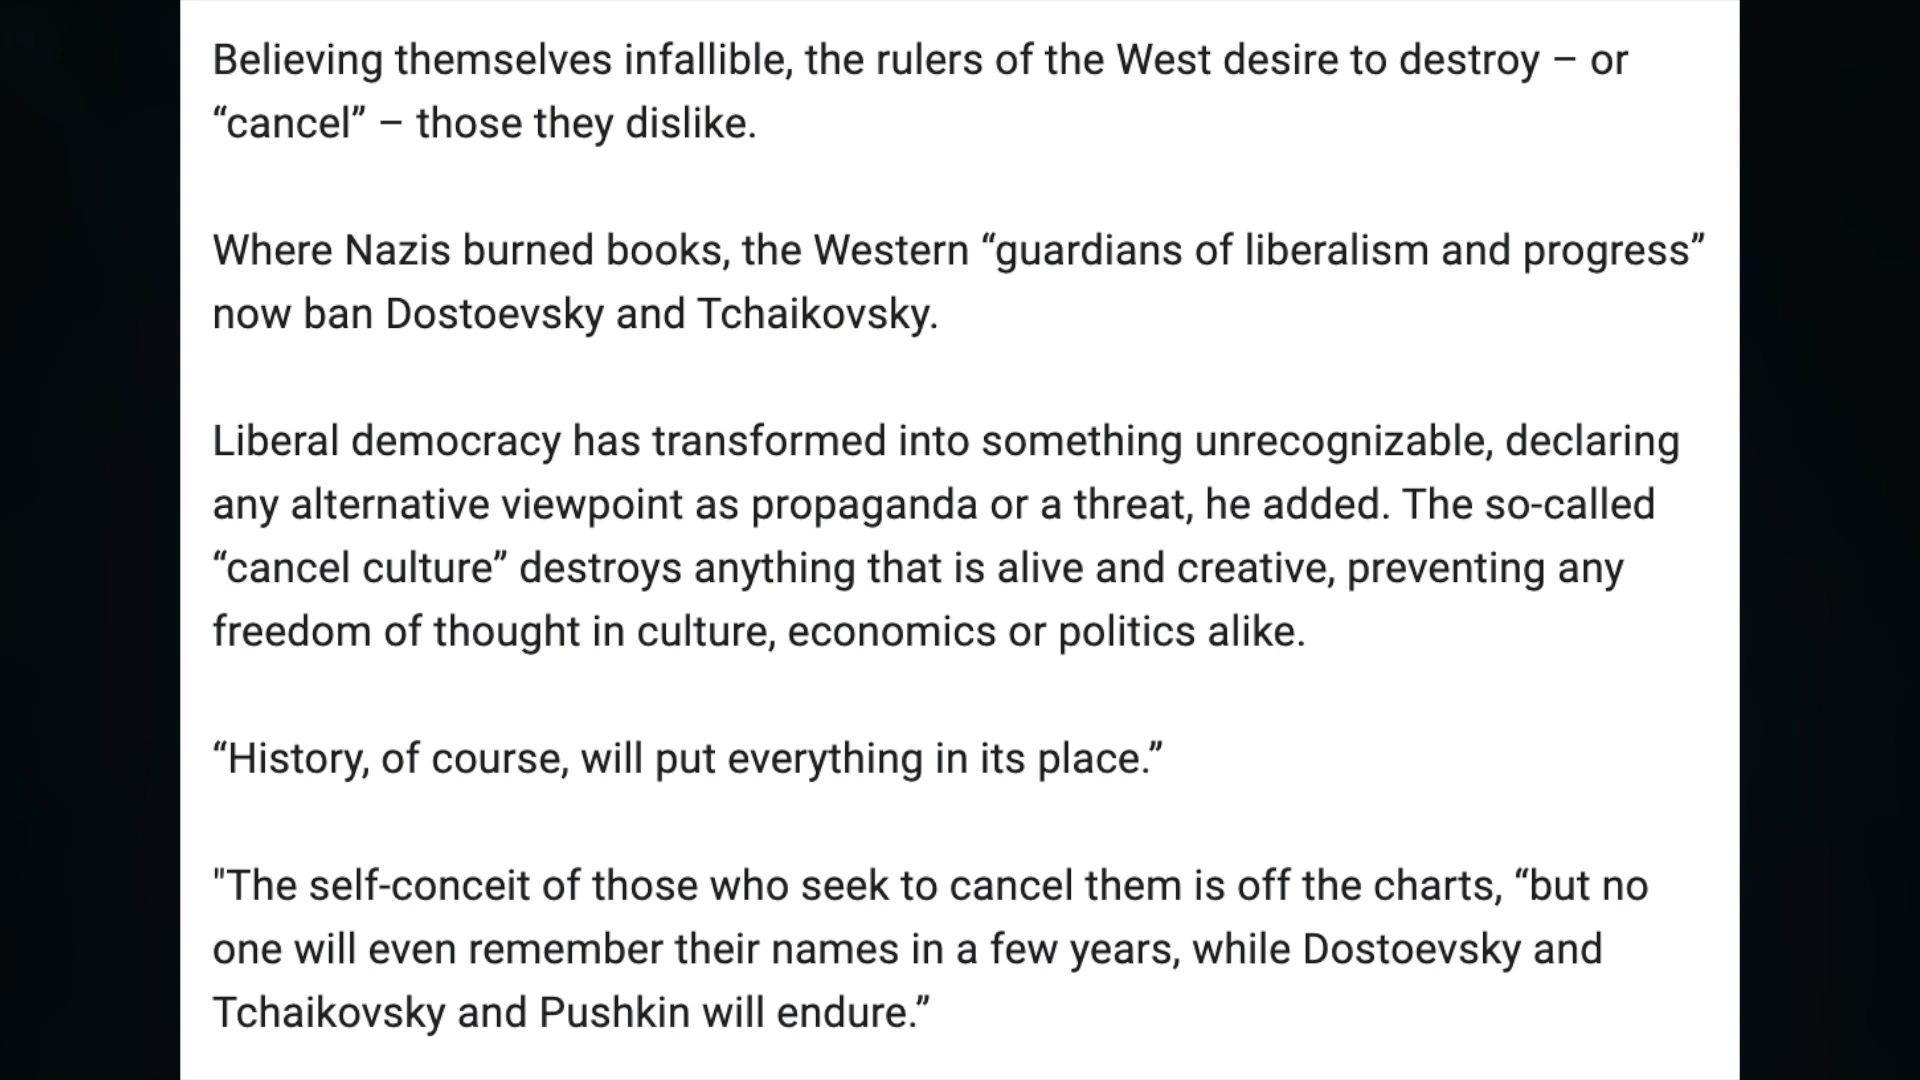 Believing themselves infallible, the rulers of the West desire to destroy – or
“cancel” – those they dislike.
Where Nazis burned books, the Western “guardians of liberalism and progress”
now ban Dostoevsky and Tchaikovsky.
Liberal democracy has transformed into something unrecognizable, declaring
any alternative viewpoint as propaganda or a threat, he added. The so-called
“cancel culture” destroys anything that is alive and creative, preventing any
freedom of thought in culture, economics or politics alike.
“History, of course, will put everything in its place.”
"The self-conceit of those who seek to cancel them is off the charts, “but no
one will even remember their names in a few years, while Dostoevsky and
Tchaikovsky and Pushkin will endure.”